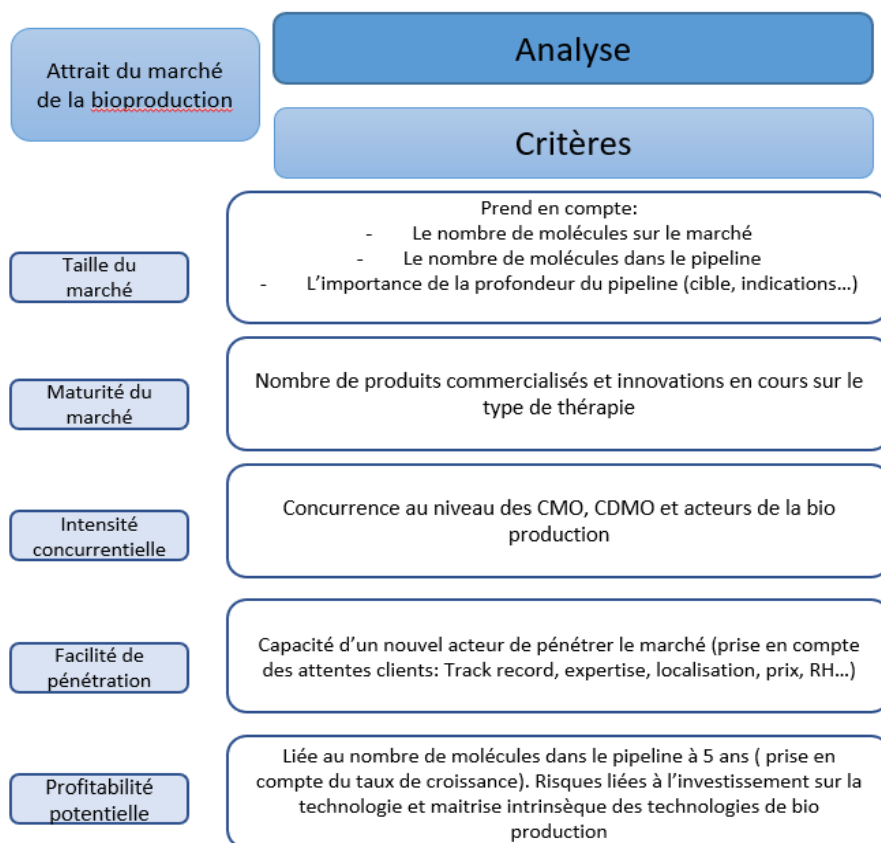 Attrait du marché
de la bioproduction
Analyse
Critères
Taille du
marché
Prend en compte:
- Le nombre de molécules sur le marché
- Le nombre de molécules dans le pipeline
- L'importance de la profondeur du pipeline (cible, indications…)
Maturité du
marché
Nombre de produits commercialisés et innovations en cours sur le
type de thérapie
Intensité
concurrentielle
Concurrence au niveau des CMO, CDMO et acteurs de la bio
production
Facilité de
pénétration
Capacité d'un nouvel acteur de pénétrer le marché (prise en compte
des attentes clients: Track record, expertise, localisation, prix, RH…)
Profitabilité
potentielle
Liée au nombre de molécules dans le pipeline à 5 ans ( prise en
compte du taux de croissance). Risques liées à l'investissement sur la
technologie et maitrise intrinsèque des technologies de bio
production